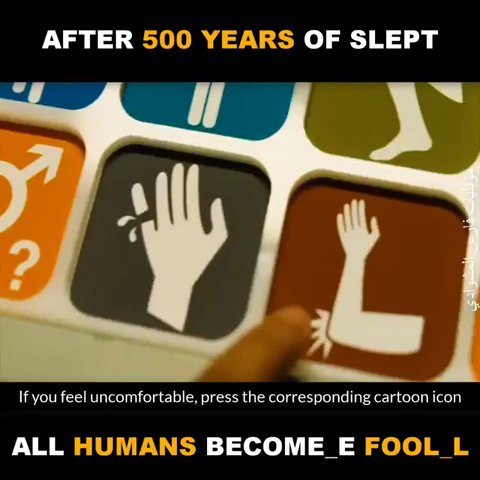 AFTER 500 YEARS OF SLEPT
?
If you feel uncomfortable, press the corresponding cartoon icon
ALL HUMANS BECOME_E FOOL_L